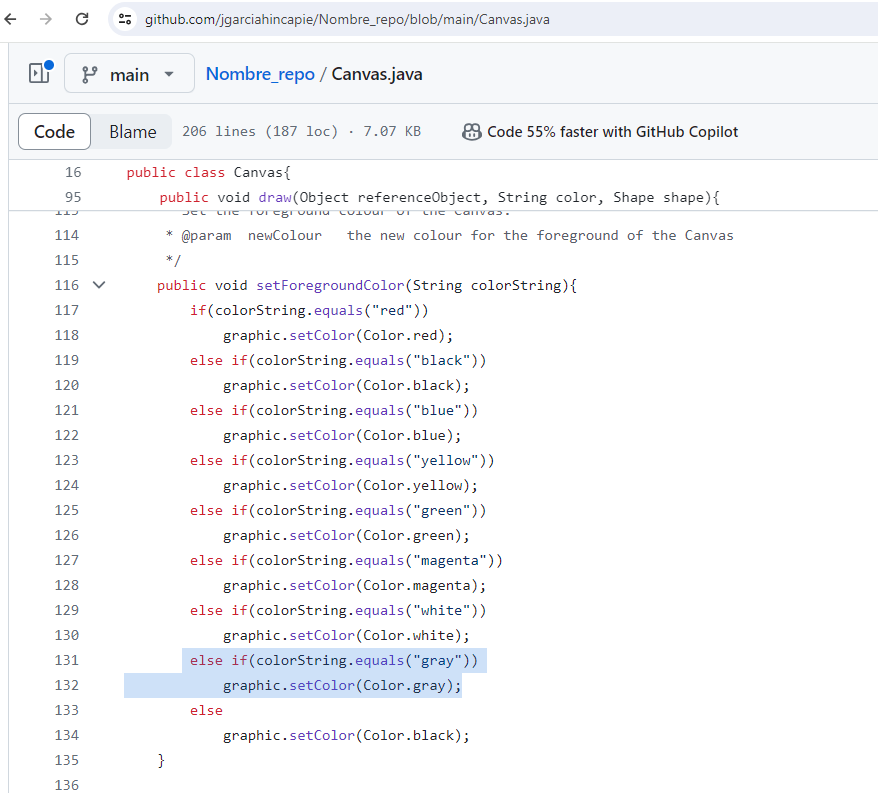 github.com/jgarciahincapie/Nombre_repo/blob/main/Canvas.java
main Nombre_repo / Canvas.java
Code Blame 206 lines (187 loc) · 7.07 KB Code 55% faster with GitHub Copilot
16 public class Canvas{
95 public void draw(Object referenceObject, String color, Shape shape){
113 Set the foreground colour of the Canvas.
114 * @param newColour the new colour for the foreground of the Canvas
115 */
116 public void setForegroundColor(String colorString){
117 if(colorString.equals("red"))
118 graphic.setColor(Color.red);
119 else if(colorString.equals("black"))
120 graphic.setColor(Color.black);
121 else if(colorString.equals("blue"))
122 graphic.setColor(Color.blue);
123 else if(colorString.equals("yellow"))
124 graphic.setColor(Color.yellow);
125 else if(colorString.equals("green"))
126 graphic.setColor(Color.green);
127 else if(colorString.equals("magenta"))
128 graphic.setColor(Color.magenta);
129 else if(colorString.equals("white"))
130 graphic.setColor(Color.white);
131 else if(colorString.equals("gray"))
132 graphic.setColor(Color.gray);
133 else
134 graphic.setColor(Color.black);
135 }
136